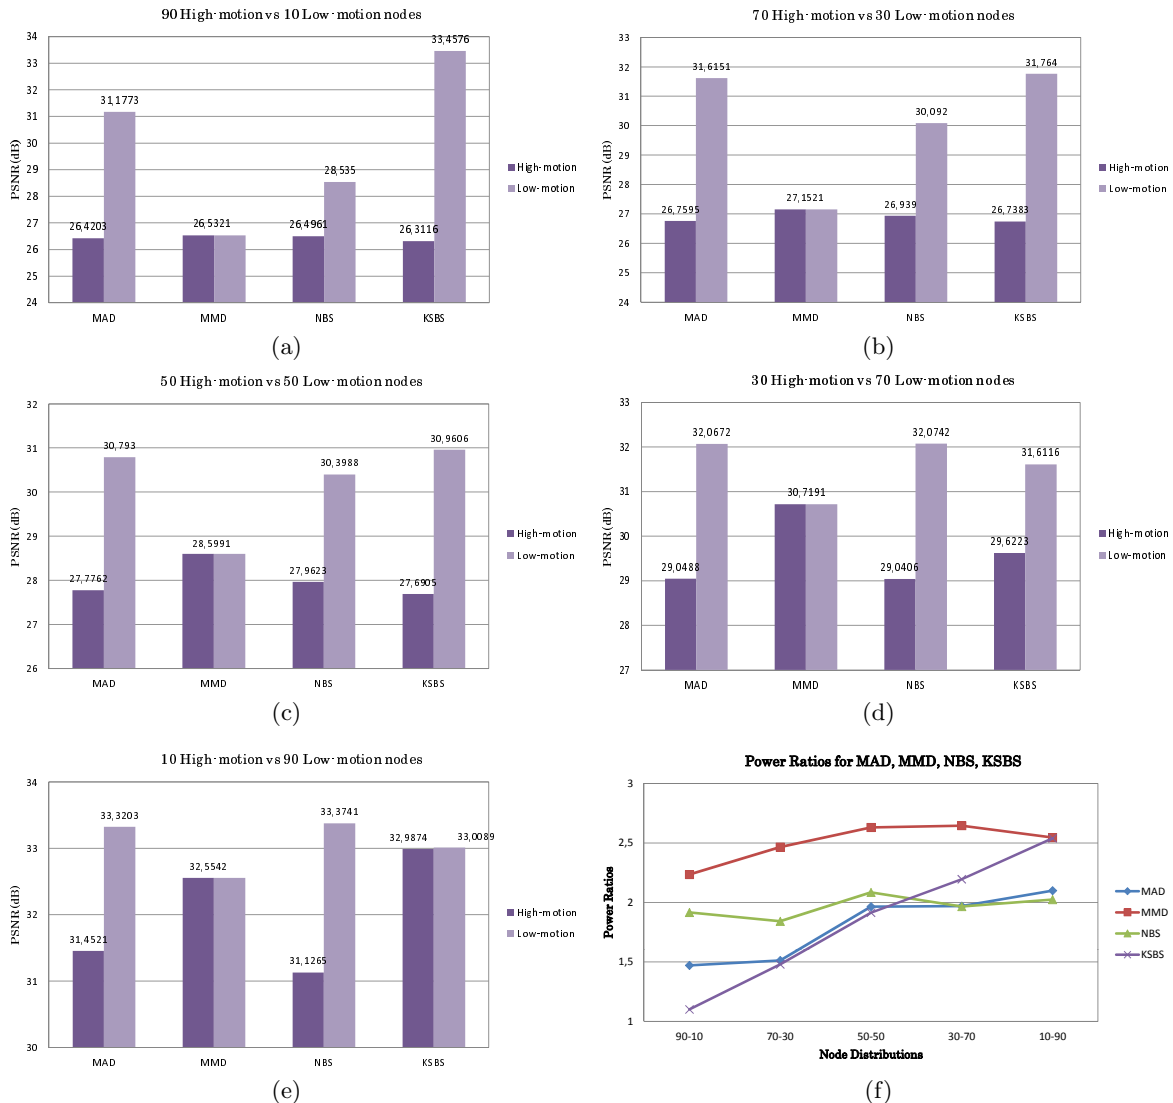 90 High-motion vs 10 Low-motion nodes
34
33
32
31
30
29
28
27
26
25
24
PSNR(dB)
26,4203
31,1773
26,5321
26,4961
28,535
26,3116
33,4576
MAD
MMD
NBS
KSBS
High-motion
Low-motion
(a)
70 High-motion vs 30 Low-motion nodes
33
32
31
30
29
28
27
26
25
24
PSNR(dB)
26,7595
31,6151
27,1521
26,939
30,092
26,7383
31,764
MAD
MMD
NBS
KSBS
High-motion
Low-motion
(b)
50 High-motion vs 50 Low-motion nodes
32
31
30
29
28
27
26
PSNR(dB)
27,7762
30,793
28,5991
27,9623
30,3988
27,6905
30,9606
MAD
MMD
NBS
KSBS
High-motion
Low-motion
(c)
30 High-motion vs 70 Low-motion nodes
33
32
31
30
29
28
27
PSNR(dB)
29,0488
32,0672
30,7191
29,0406
32,0742
29,6223
31,6116
MAD
MMD
NBS
KSBS
High-motion
Low-motion
(d)
10 High-motion vs 90 Low-motion nodes
34
33
32
31
30
PSNR(dB)
31,4521
33,3203
32,5542
31,1265
33,3741
32,9874
33,0089
MAD
MMD
NBS
KSBS
High-motion
Low-motion
(e)
Power Ratios for MAD, MMD, NBS, KSBS
3
2,5
2
1,5
1
Power Ratios
90-10
70-30
50-50
30-70
10-90
Node Distributions
MAD
MMD
NBS
KSBS
(f)